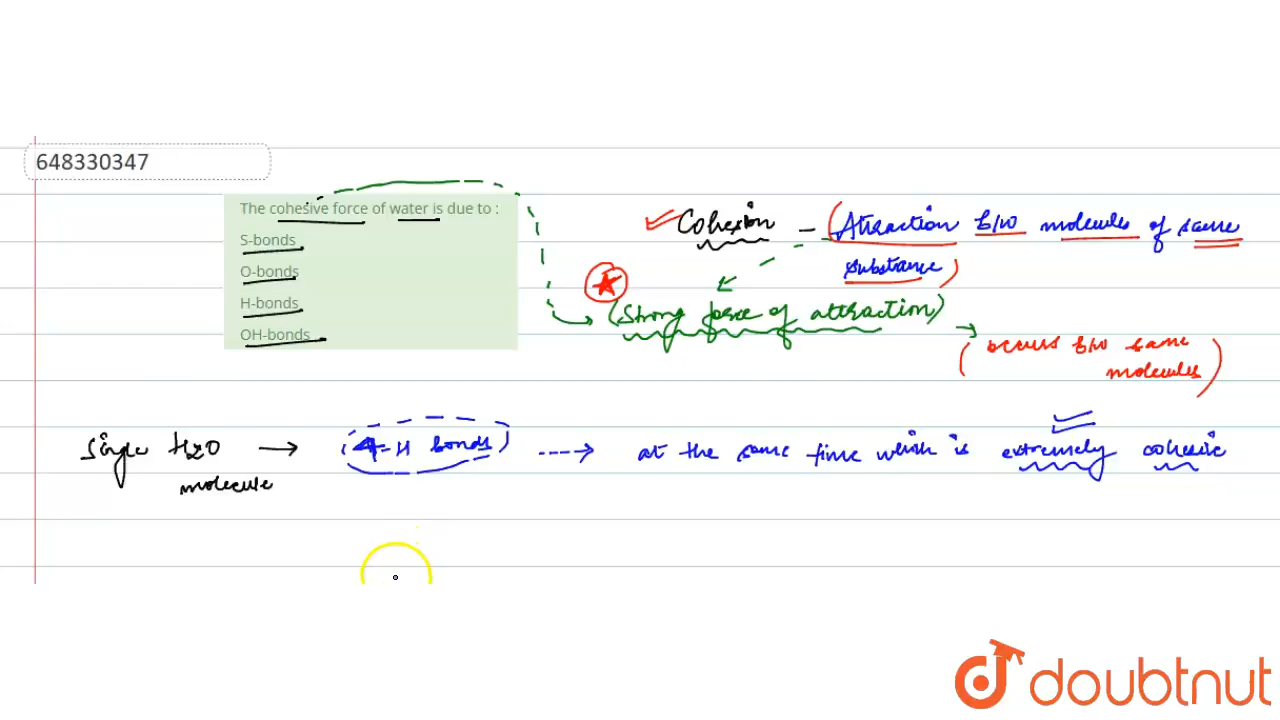 648330347
The cohesive force of water is due to :
S-bonds
O-bonds
H-bonds
OH-bonds
Cohesion - (Attraction b/w molecules of same
substance)
(Strong force of attraction)
(occurs b/w same
molecules)
Single H2O → (4-H bonds) ----> at the same time which is extremely cohesive
molecule
doubtnut